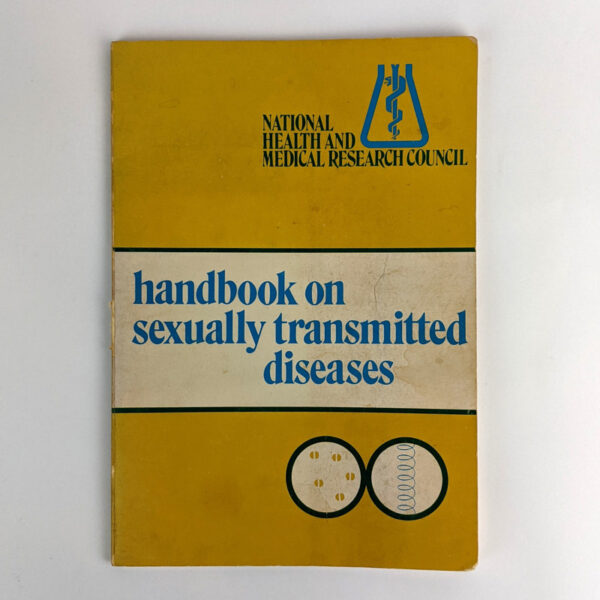 NATIONAL
HEALTH AND
MEDICAL RESEARCH COUNCIL
handbook on
sexually transmitted
diseases